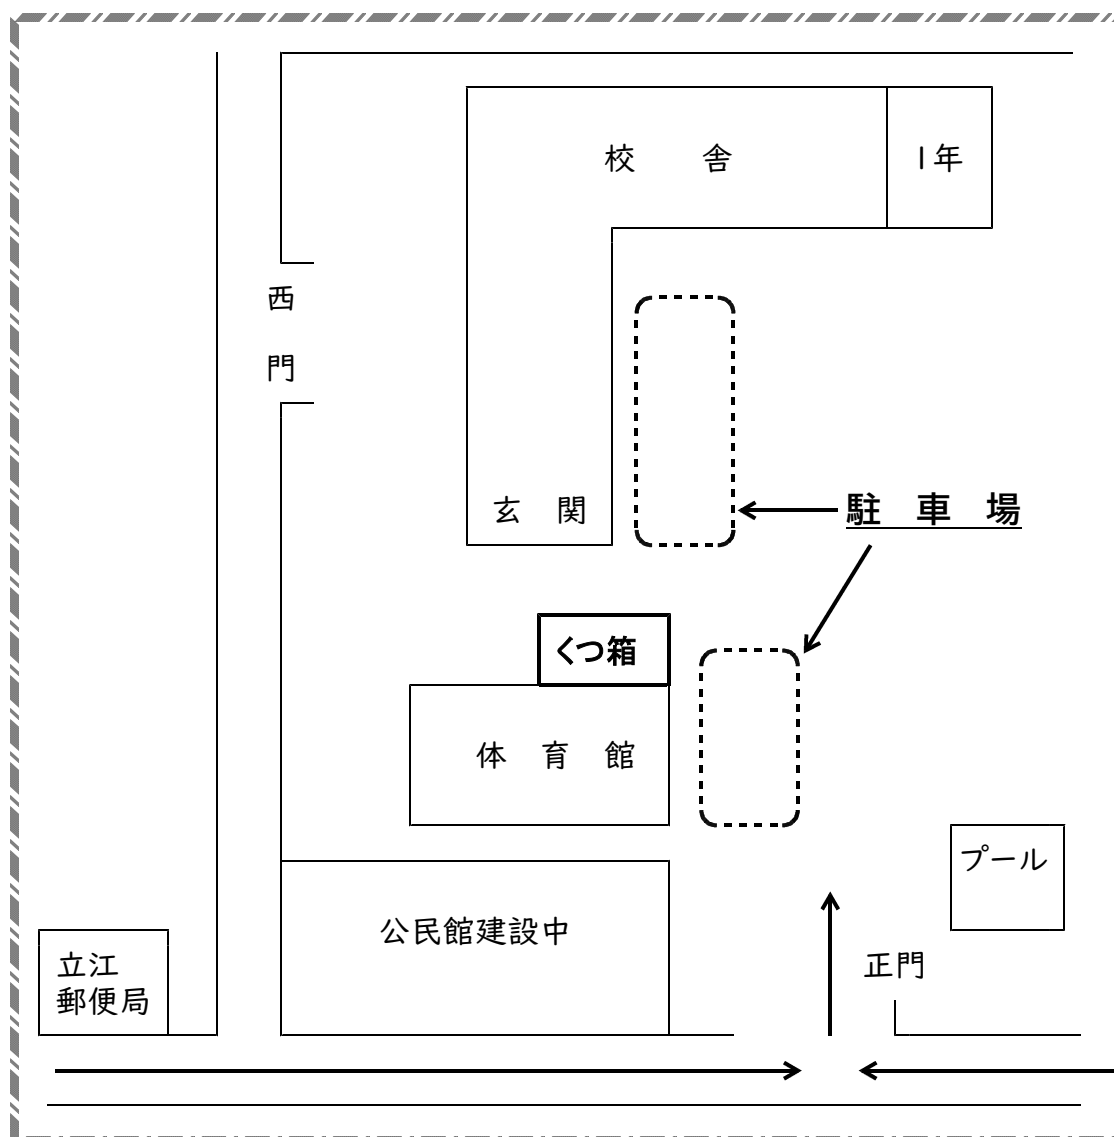 校　舎
1年
西門
玄　関
駐　車　場
くつ箱
体　育　館
プール
公民館建設中
立江
郵便局
正門